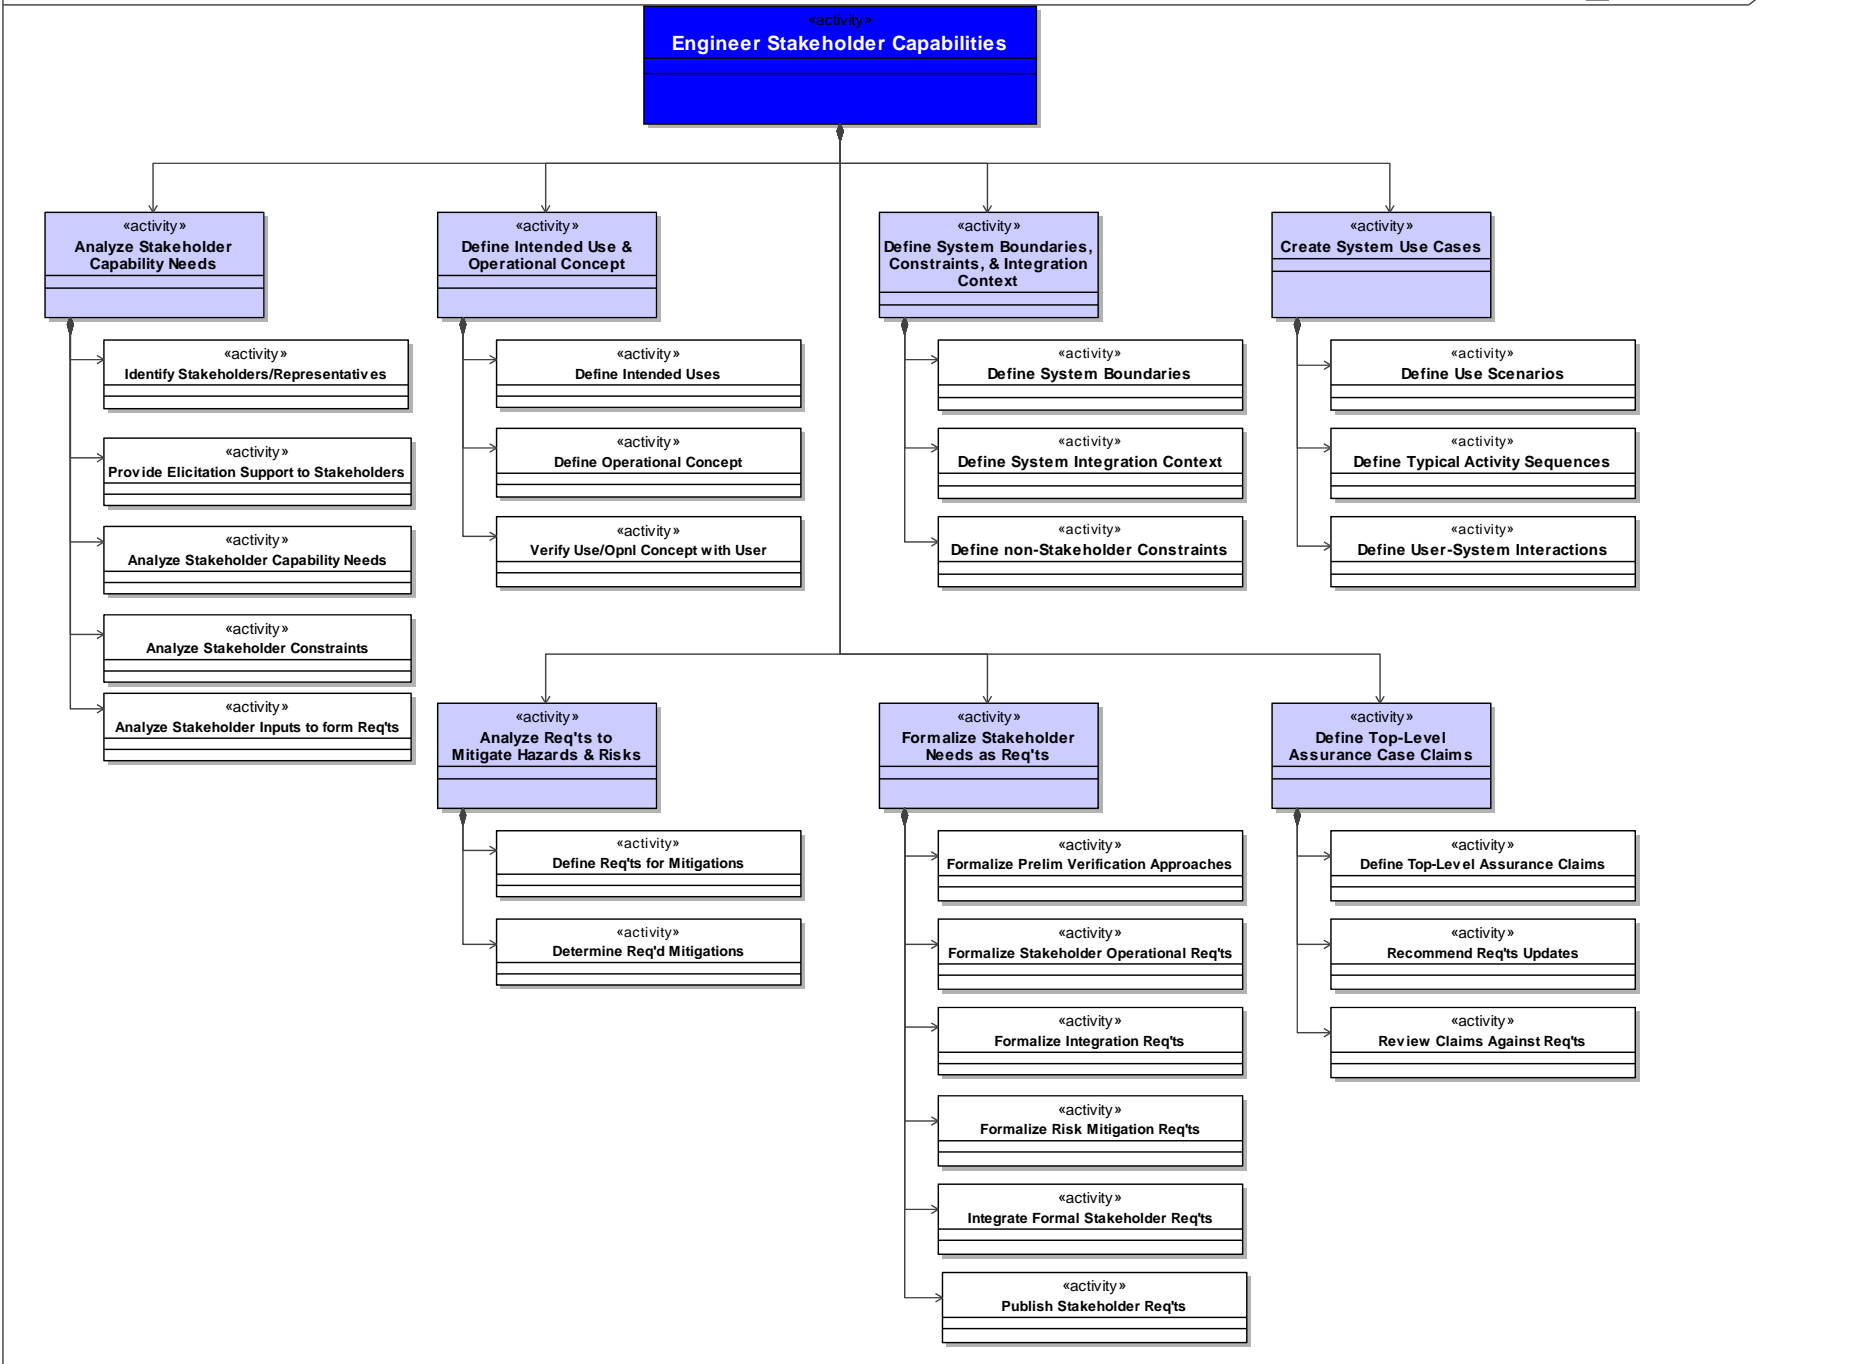 «activity»
Engineer Stakeholder Capabilities
«activity»
Analyze Stakeholder
Capability Needs
«activity»
Identify Stakeholders/Representatives
«activity»
Provide Elicitation Support to Stakeholders
«activity»
Analyze Stakeholder Capability Needs
«activity»
Analyze Stakeholder Constraints
«activity»
Analyze Stakeholder Inputs to form Req'ts
«activity»
Define Intended Use &
Operational Concept
«activity»
Define Intended Uses
«activity»
Define Operational Concept
«activity»
Verify Use/Opnl Concept with User
«activity»
Define System Boundaries,
Constraints, & Integration
Context
«activity»
Define System Boundaries
«activity»
Define System Integration Context
«activity»
Define non-Stakeholder Constraints
«activity»
Create System Use Cases
«activity»
Define Use Scenarios
«activity»
Define Typical Activity Sequences
«activity»
Define User-System Interactions
«activity»
Analyze Req'ts to
Mitigate Hazards & Risks
«activity»
Define Req'ts for Mitigations
«activity»
Determine Req'd Mitigations
«activity»
Formalize Stakeholder
Needs as Req'ts
«activity»
Formalize Prelim Verification Approaches
«activity»
Formalize Stakeholder Operational Req'ts
«activity»
Formalize Integration Req'ts
«activity»
Formalize Risk Mitigation Req'ts
«activity»
Integrate Formal Stakeholder Req'ts
«activity»
Publish Stakeholder Req'ts
«activity»
Define Top-Level
Assurance Case Claims
«activity»
Define Top-Level Assurance Claims
«activity»
Recommend Req'ts Updates
«activity»
Review Claims Against Req'ts